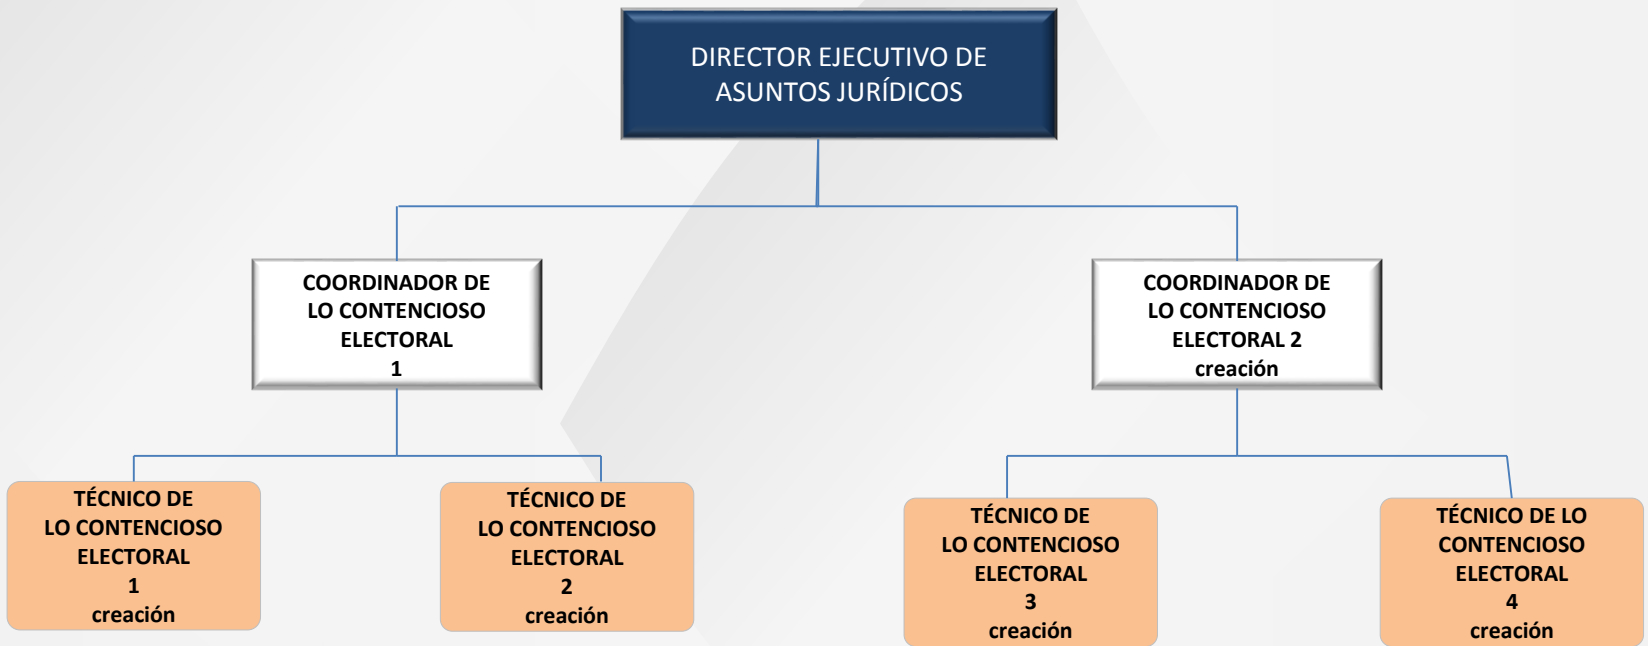 DIRECTOR EJECUTIVO DE
ASUNTOS JURÍDICOS
COORDINADOR DE
LO CONTENCIOSO
ELECTORAL
1
COORDINADOR DE
LO CONTENCIOSO
ELECTORAL 2
creación
TÉCNICO DE
LO CONTENCIOSO
ELECTORAL
1
creación
TÉCNICO DE
LO CONTENCIOSO
ELECTORAL
2
creación
TÉCNICO DE
LO CONTENCIOSO
ELECTORAL
3
creación
TÉCNICO DE LO
CONTENCIOSO
ELECTORAL
4
creación